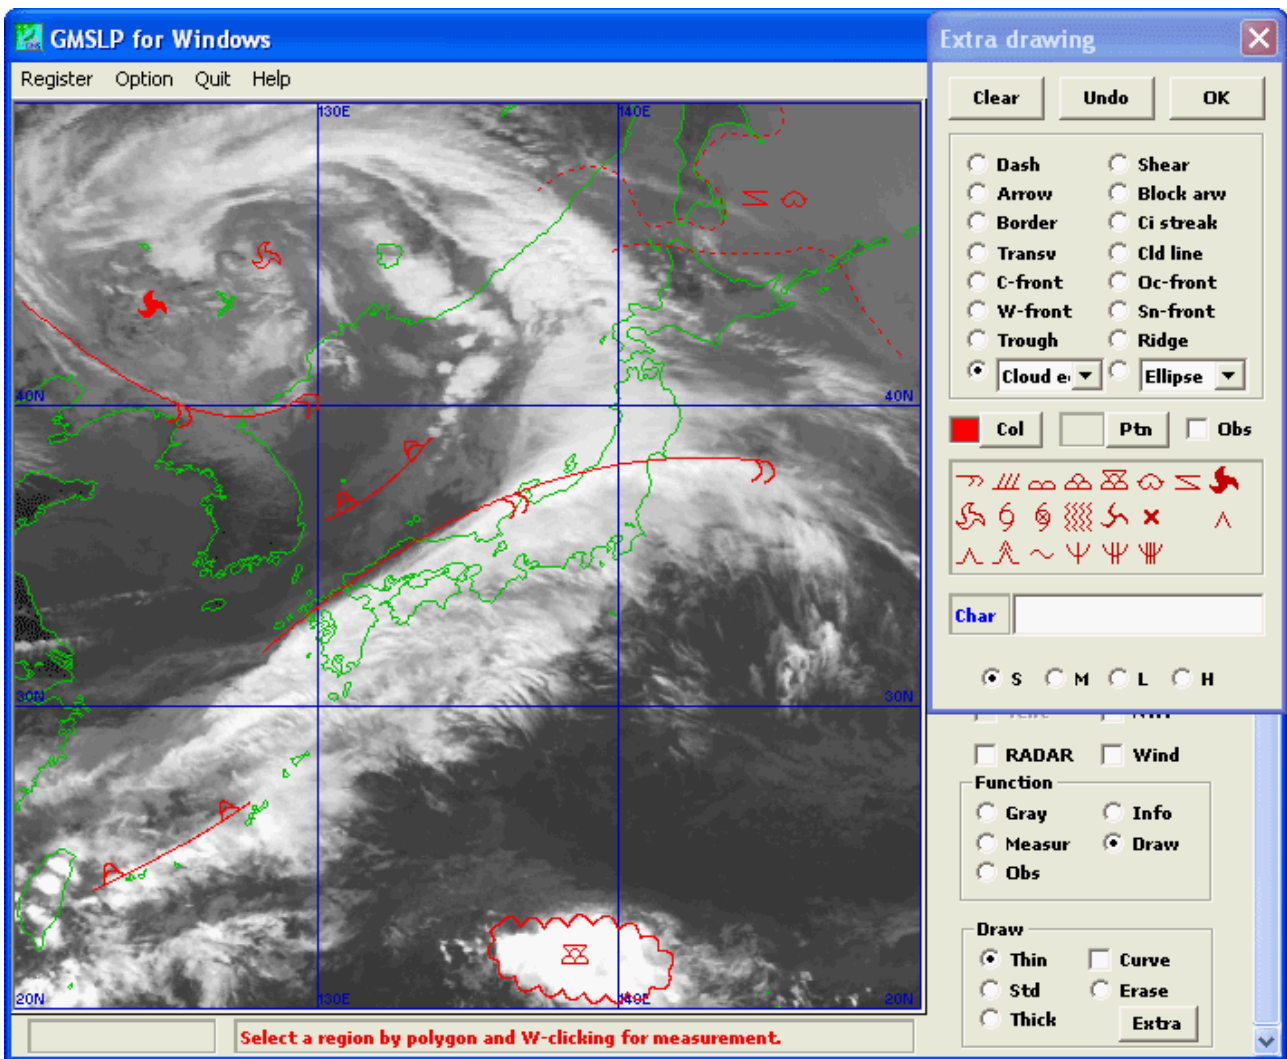 GMSLP for Windows
Register Option Quit Help
130E 140E
40N 40N
30N 30N
20N 130E 140E 20N
Select a region by polygon and W-clicking for measurement.
Extra drawing
Clear Undo OK
Dash Shear
Arrow Block arw
Border Ci streak
Transv Cld line
C-front Oc-front
W-front Sn-front
Trough Ridge
Cloud e Ellipse
Col Ptn Obs
Char
S M L H
RADAR Wind
Function
Gray Info
Measur Draw
Obs
Draw
Thin Curve
Std Erase
Thick Extra